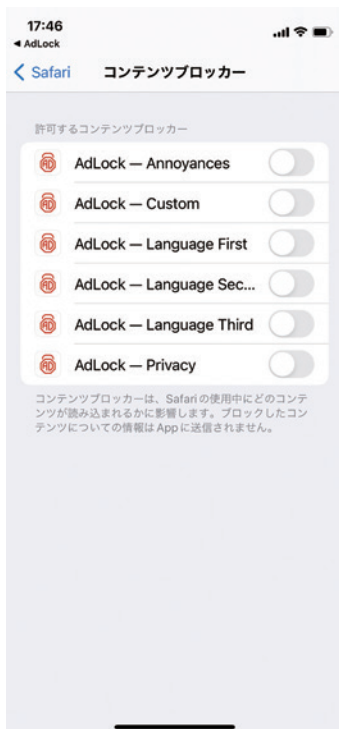 17:46
◀ AdLock
Safari
コンテンツブロッカー
許可するコンテンツブロッカー
AD AdLock — Annoyances
AD AdLock — Custom
AD AdLock — Language First
AD AdLock — Language Sec...
AD AdLock — Language Third
AD AdLock — Privacy
コンテンツブロッカーは、Safariの使用中にどのコンテ
ンツが読み込まれるかに影響します。ブロックしたコン
テンツについての情報はAppに送信されません。